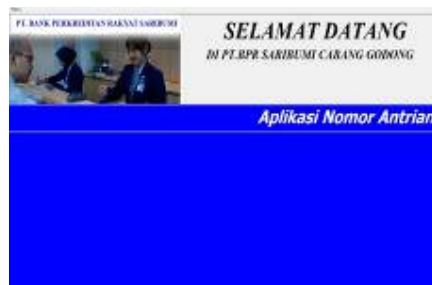 PT. BANK PERKREDITAN RAKYAT SARIBUMI
SELAMAT DATANG
DI PT.BPR SARIBUMI CABANG GODONG
Aplikasi Nomor Antrian